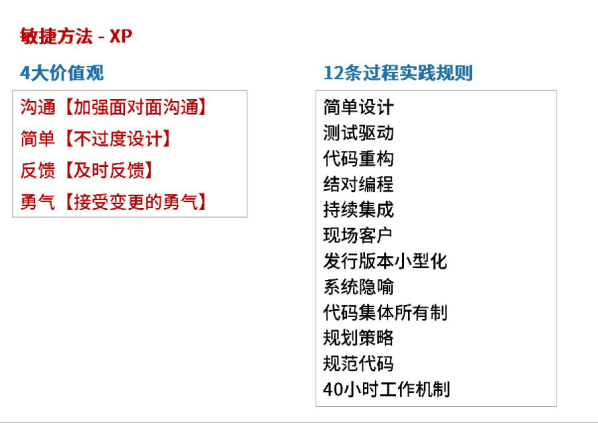 敏捷方法 - XP
4大价值观
沟通【加强面对面沟通】
简单【不过度设计】
反馈【及时反馈】
勇气【接受变更的勇气】
12条过程实践规则
简单设计
测试驱动
代码重构
结对编程
持续集成
现场客户
发行版本小型化
系统隐喻
代码集体所有制
规划策略
规范代码
40小时工作机制